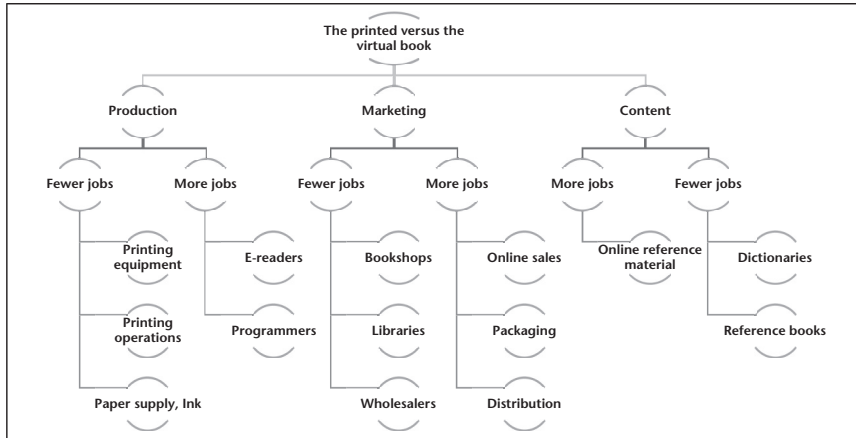 The printed versus the
virtual book
Production
Marketing
Content
Fewer jobs
More jobs
Fewer jobs
More jobs
More jobs
Fewer jobs
Printing
equipment
E-readers
Bookshops
Online sales
Online reference
material
Dictionaries
Printing
operations
Programmers
Libraries
Packaging
Reference books
Paper supply, Ink
Wholesalers
Distribution